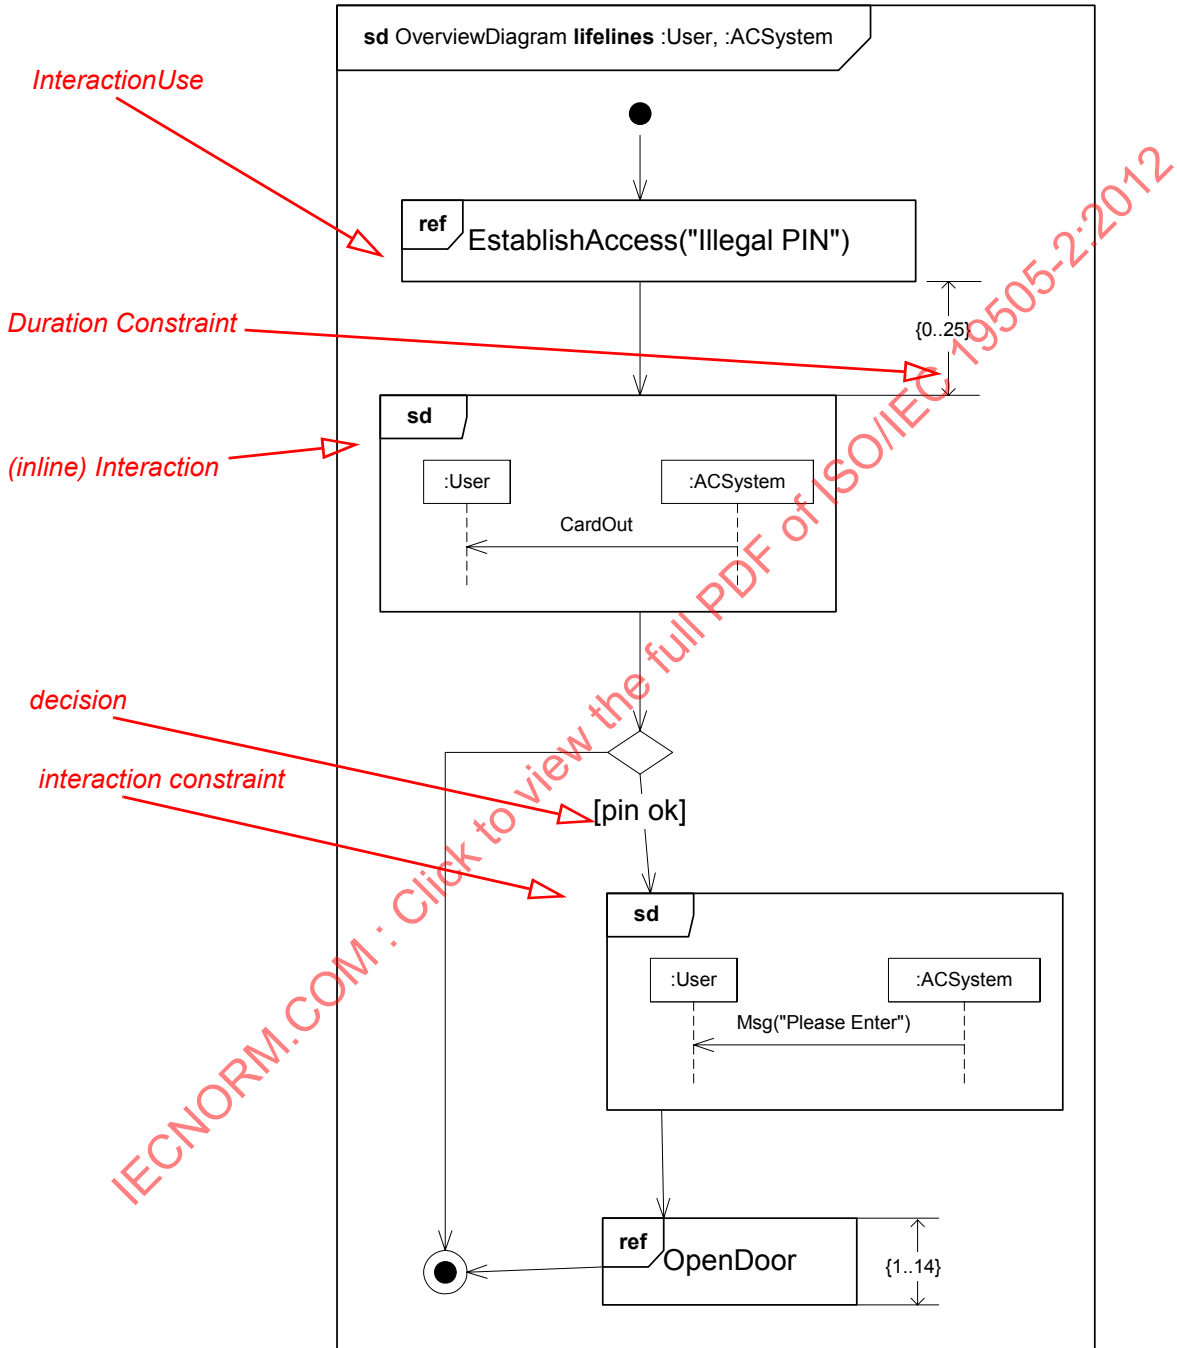 sd OverviewDiagram lifelines :User, :ACSystem
InteractionUse
ref
EstablishAccess("Illegal PIN")
Duration Constraint
{0..25}
sd
(inline) Interaction
:User
:ACSystem
CardOut
decision
interaction constraint
[pin ok]
sd
:User
:ACSystem
Msg("Please Enter")
ref
OpenDoor
{1..14}
IECNORM.COM : Click to view the full PDF of ISO/IEC 19505-2:2012